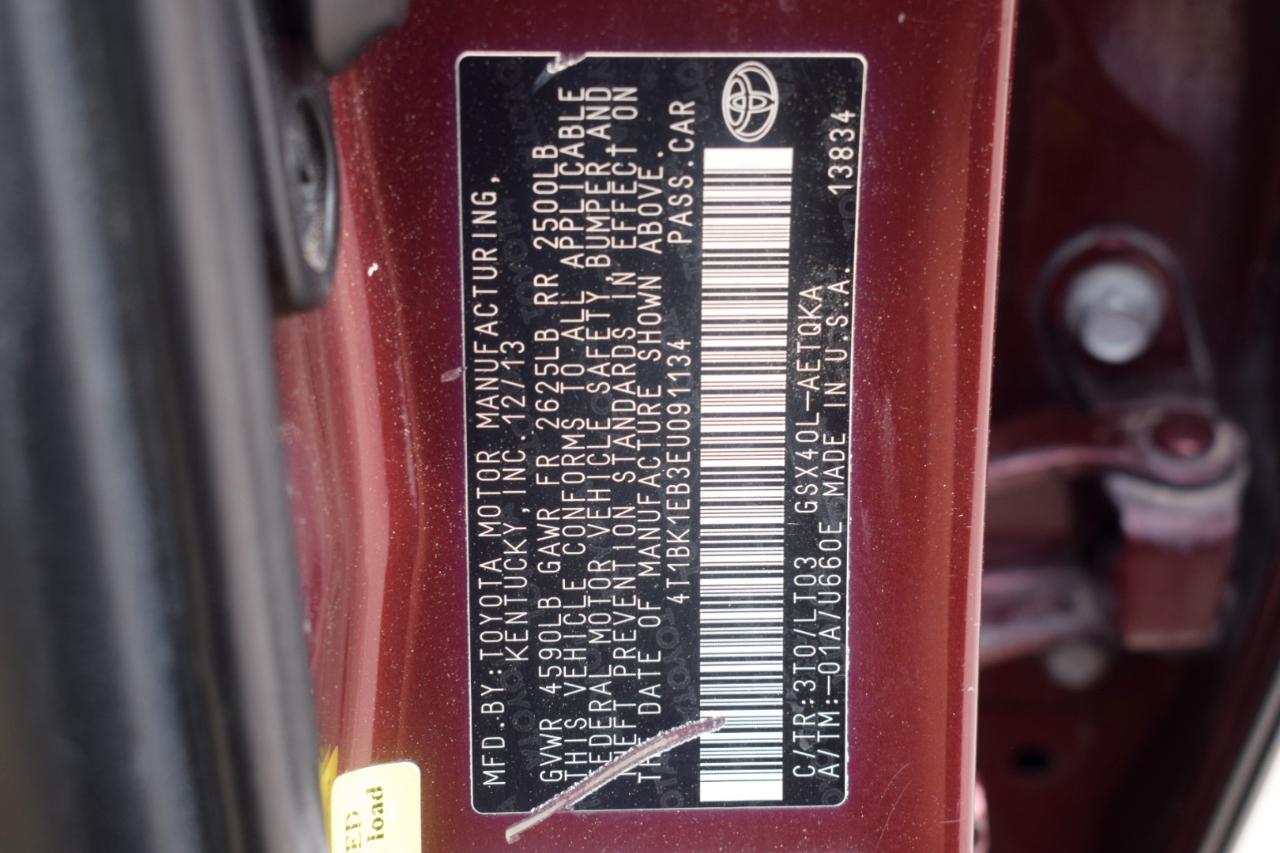 MFD.BY:TOYOTA MOTOR MANUFACTURING,
KENTUCKY,INC.12/13
GVWR 4590LB GAWR FR 2625LB RR 2500LB
THIS VEHICLE CONFORMS TO ALL APPLICABLE
FEDERAL MOTOR VEHICLE SAFETY,BUMPER,AND
THEFT PREVENTION STANDARDS IN EFFECT ON
THE DATE OF MANUFACTURE SHOWN ABOVE.
4T1BK1EB3EU091134 PASS.CAR
C/TR:3T0/LT03 GSX40L-AETQKA
A/TM:-01A/U660E MADE IN U.S.A. 13834
load